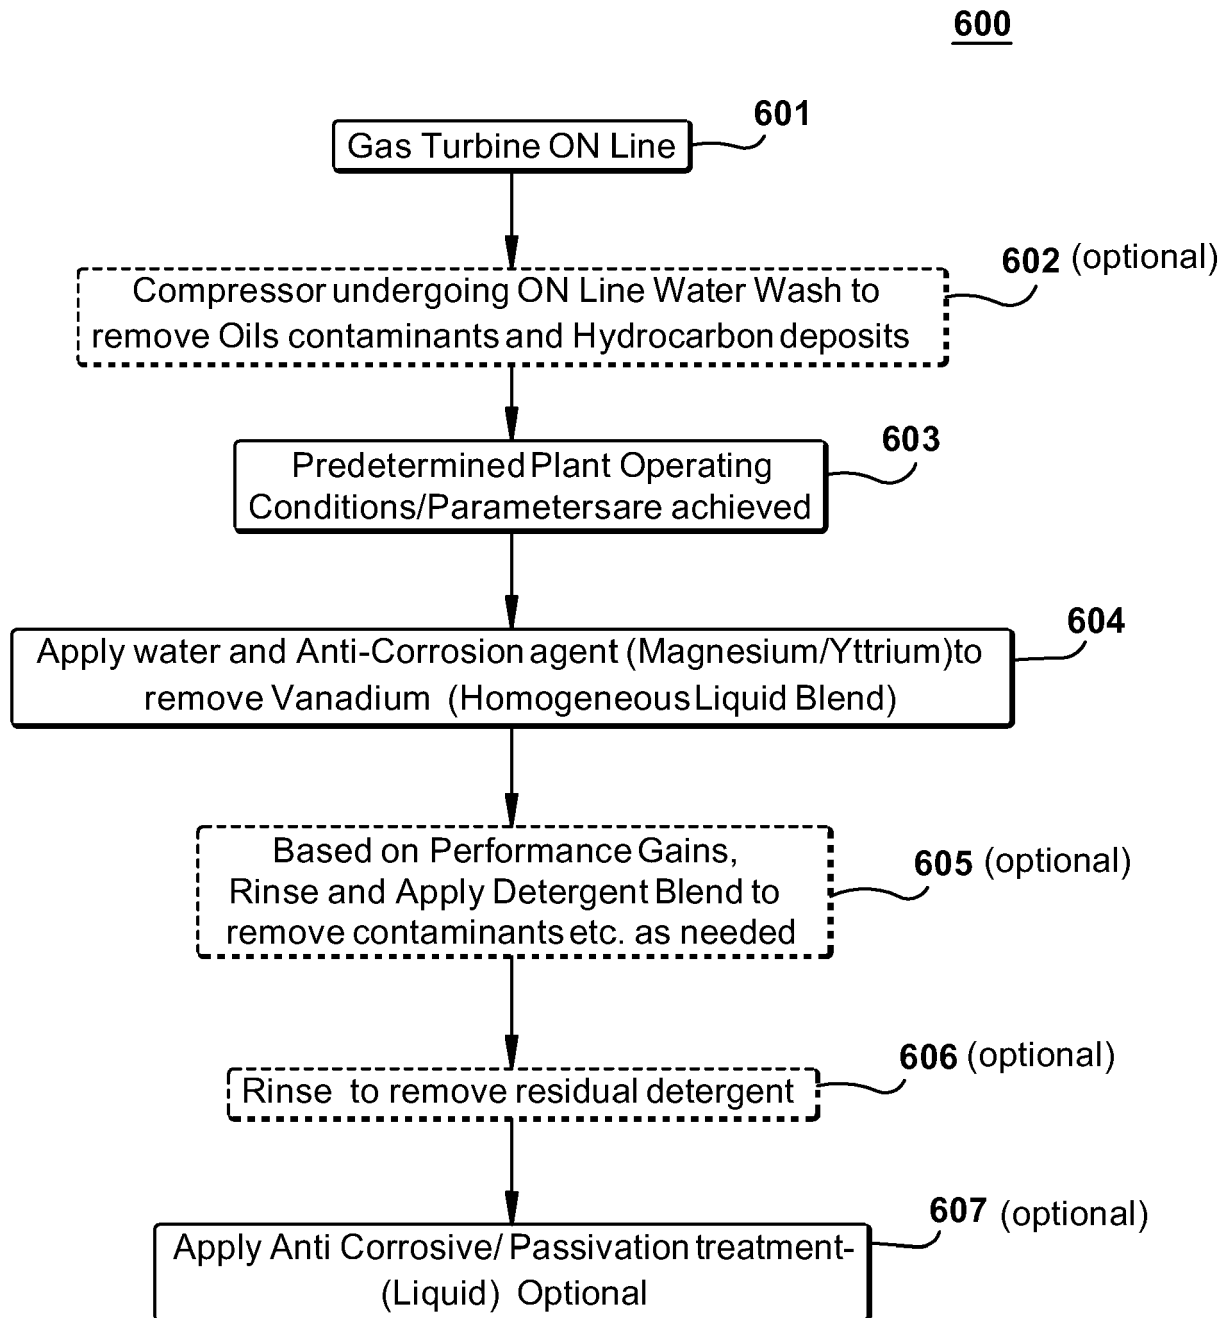 600
601
Gas Turbine ON Line
602 (optional)
Compressor undergoing ON Line Water Wash to
remove Oils contaminants and Hydrocarbon deposits
603
Predetermined Plant Operating
Conditions/Parametersare achieved
604
Apply water and Anti-Corrosion agent (Magnesium/Yttrium)to
remove Vanadium (Homogeneous Liquid Blend)
605 (optional)
Based on Performance Gains,
Rinse and Apply Detergent Blend to
remove contaminants etc. as needed
606 (optional)
Rinse to remove residual detergent
607 (optional)
Apply Anti Corrosive/ Passivation treatment-
(Liquid) Optional